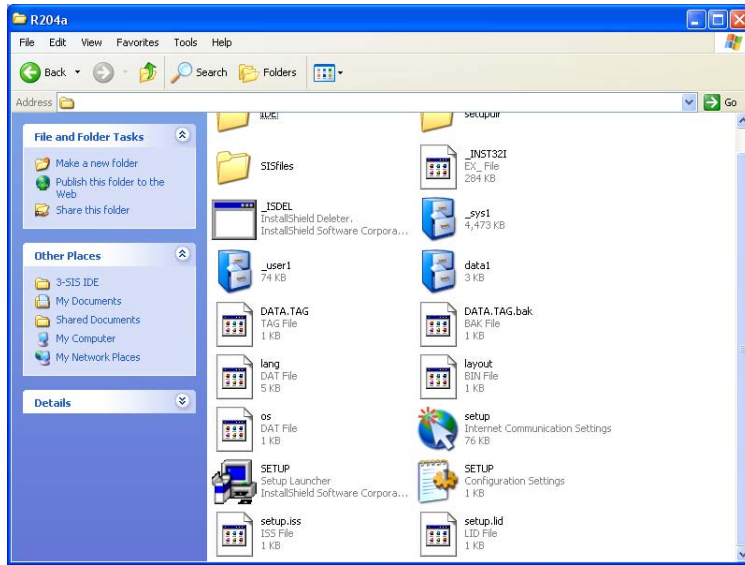 R204a
File Edit View Favorites Tools Help
Back Search Folders
Address Go
File and Folder Tasks
Make a new folder
Publish this folder to the
Web
Share this folder
Other Places
3-SIS IDE
My Documents
Shared Documents
My Computer
My Network Places
Details
IDE!
setupdir
SISfiles
_INST32I
EX_ File
284 KB
_ISDEL
InstallShield Deleter.
InstallShield Software Corpora...
_sys1
4,473 KB
_user1
74 KB
data1
3 KB
DATA.TAG
TAG File
1 KB
DATA.TAG.bak
BAK File
1 KB
lang
DAT File
5 KB
layout
BIN File
1 KB
os
DAT File
1 KB
setup
Internet Communication Settings
76 KB
SETUP
Setup Launcher
InstallShield Software Corpora...
SETUP
Configuration Settings
1 KB
setup.iss
ISS File
1 KB
setup.lid
LID File
1 KB